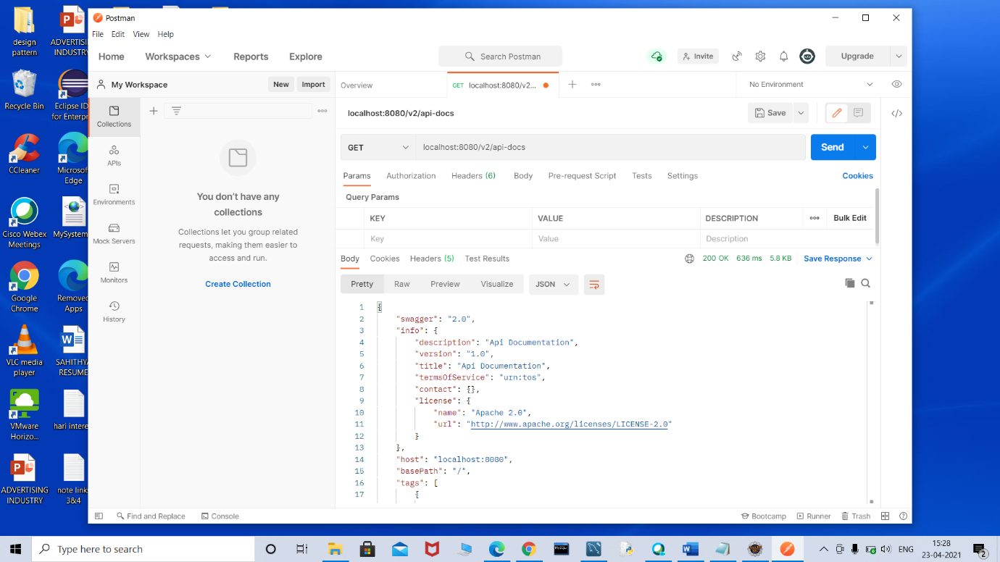 design
pattern
ADVERTISI
INDUSTRY
Recycle Bin
Eclipse ID
for Enterpr
CCleaner
Microsof
Edge
Cisco Webex
Meetings
MySystem
Google
Chrome
Removed
Apps
VLC media
player
SAHITHYA
RESUME
VMware
Horizo...
hari intere
ADVERTISING
INDUSTRY
note links
3&4
Postman
File Edit View Help
Home Workspaces Reports Explore
Search Postman
Invite
Upgrade
My Workspace
New Import
Overview
GET localhost:8080/v2...
No Environment
Collections
APIs
Environments
Mock Servers
Monitors
History
You don't have any
collections
Collections let you group related
requests, making them easier to
access and run.
Create Collection
localhost:8080/v2/api-docs
Save
GET localhost:8080/v2/api-docs
Send
Params Authorization Headers (6) Body Pre-request Script Tests Settings Cookies
Query Params
KEY VALUE DESCRIPTION Bulk Edit
Key Value Description
Body Cookies Headers (5) Test Results 200 OK 636 ms 5.8 KB Save Response
Pretty Raw Preview Visualize JSON
1 {
2 "swagger": "2.0",
3 "info": {
4 "description": "Api Documentation",
5 "version": "1.0",
6 "title": "Api Documentation",
7 "termsOfService": "urn:tos",
8 "contact": {},
9 "license": {
10 "name": "Apache 2.0",
11 "url": "http://www.apache.org/licenses/LICENSE-2.0"
12 }
13 },
14 "host": "localhost:8080",
15 "basePath": "/",
16 "tags": [
17 {
Find and Replace Console
Bootcamp Runner Trash
Type here to search
ENG
15:28
23-04-2021
2